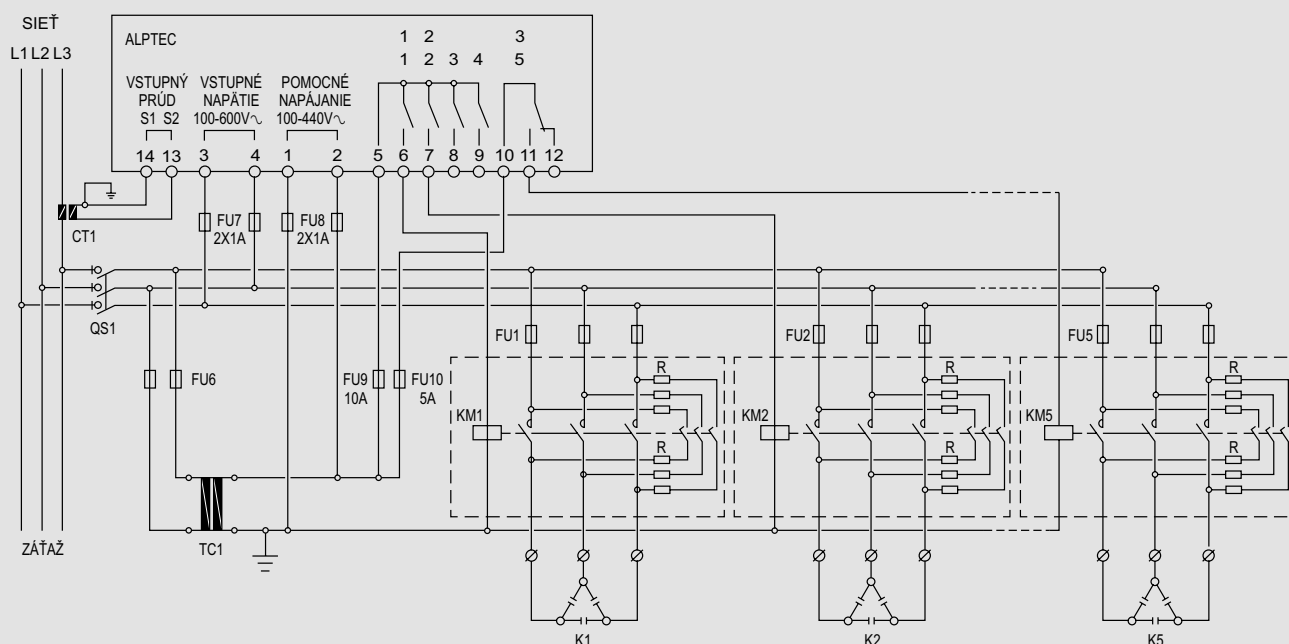 SIEŤ
L1 L2 L3
ALPTEC
1 2 3
1 2 3 4 5
VSTUPNÝ PRÚD
S1 S2
VSTUPNÉ NAPÄTIE
100-600V∿
POMOCNÉ NAPÁJANIE
100-440V∿
14 13 3 4 1 2 5 6 7 8 9 10 11 12
CT1
FU7
2X1A
FU8
2X1A
QS1
FU6
FU9
10A
FU10
5A
FU1
FU2
FU5
R
R
R
KM1
KM2
KM5
R
R
R
ZÁŤAŽ
TC1
K1
K2
K5